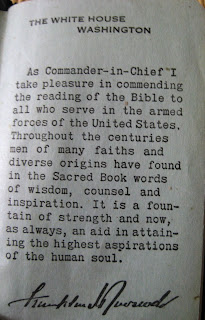 THE WHITE HOUSE
WASHINGTON
As Commander-in-Chief I
take pleasure in commending
the reading of the Bible to
all who serve in the armed
forces of the United States.
Throughout the centuries
men of many faiths and
diverse origins have found
in the Sacred Book words
of wisdom, counsel and
inspiration. It is a foun-
tain of strength and now,
as always, an aid in attain-
ing the highest aspirations
of the human soul.
Franklin D Roosevelt